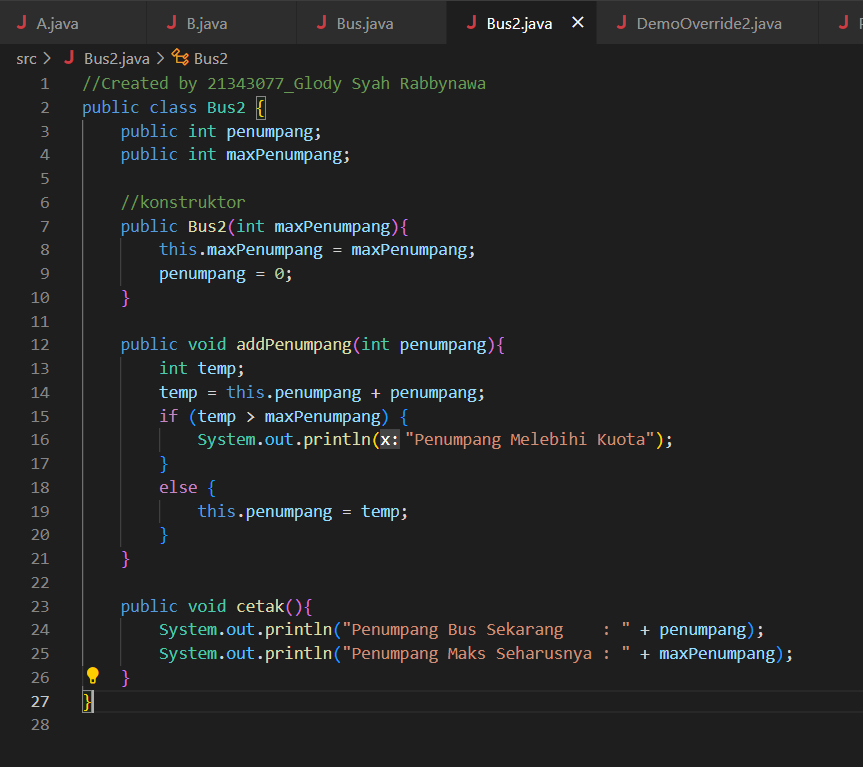 J A.java J B.java J Bus.java J Bus2.java × J DemoOverride2.java J
src > J Bus2.java > Bus2
1 //Created by 21343077_Glody Syah Rabbynawa
2 public class Bus2 {
3     public int penumpang;
4     public int maxPenumpang;
5
6     //konstruktor
7     public Bus2(int maxPenumpang){
8         this.maxPenumpang = maxPenumpang;
9         penumpang = 0;
10     }
11
12     public void addPenumpang(int penumpang){
13         int temp;
14         temp = this.penumpang + penumpang;
15         if (temp > maxPenumpang) {
16             System.out.println(x: "Penumpang Melebihi Kuota");
17         }
18         else {
19             this.penumpang = temp;
20         }
21     }
22
23     public void cetak(){
24         System.out.println("Penumpang Bus Sekarang    : " + penumpang);
25         System.out.println("Penumpang Maks Seharusnya : " + maxPenumpang);
26     }
27 }
28